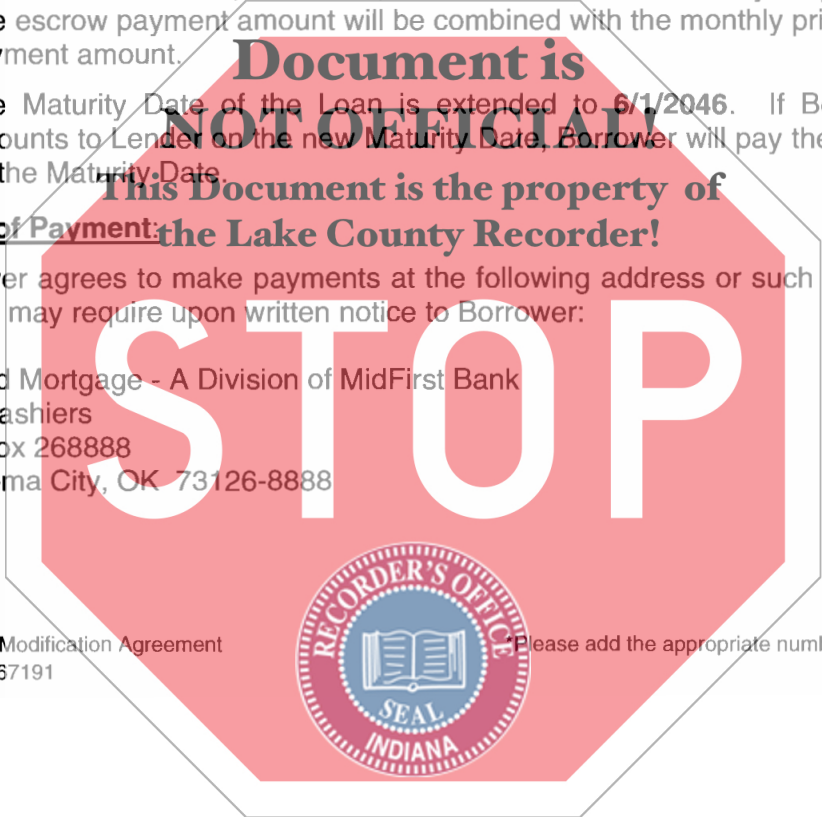 e escrow payment amount will be combined with the monthly pri
ment amount.
Document is
e Maturity Date of the Loan is extended to 6/1/2046. If B
NOT OFFICIAL!
ounts to Lender on the new Maturity Date, Borrower will pay the
the Maturity Date.
This Document is the property of
of Payment:
the Lake County Recorder!
er agrees to make payments at the following address or such
may require upon written notice to Borrower:
STOP
d Mortgage - A Division of MidFirst Bank
ashiers
ox 268888
ma City, OK 73126-8888
RECORDER'S OFFICE
SEAL
INDIANA
Modification Agreement
*Please add the appropriate num
67191